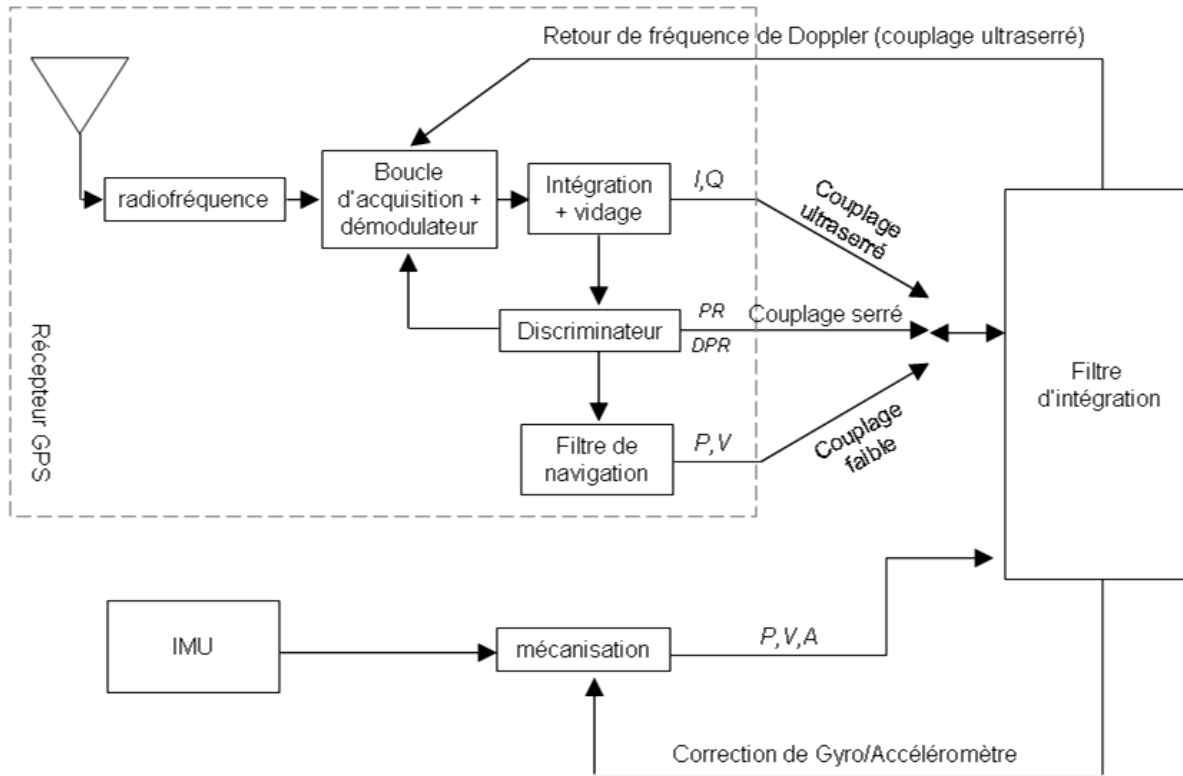 Retour de fréquence de Doppler (couplage ultraserré)
radiofréquence
Boucle
d'acquisition +
démodulateur
Intégration
+ vidage
I,Q
Couplage
ultraserré
Récepteur GPS
Discriminateur
PR
DPR
Couplage serré
Filtre
d'intégration
Filtre de
navigation
P,V
Couplage
faible
IMU
mécanisation
P,V,A
Correction de Gyro/Accéléromètre